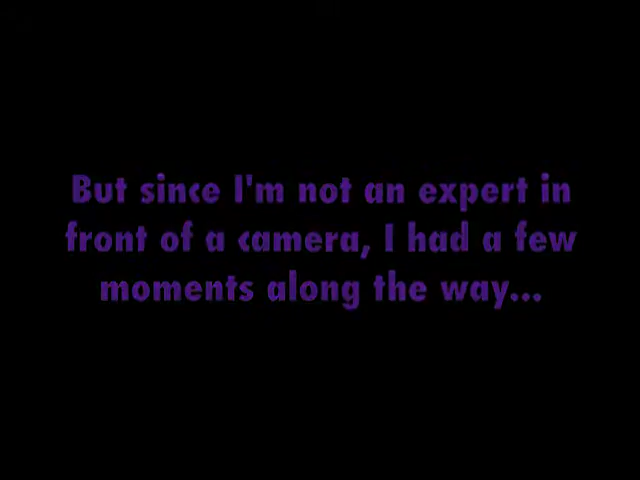 But since I'm not an expert in
front of a camera, I had a few
moments along the way...